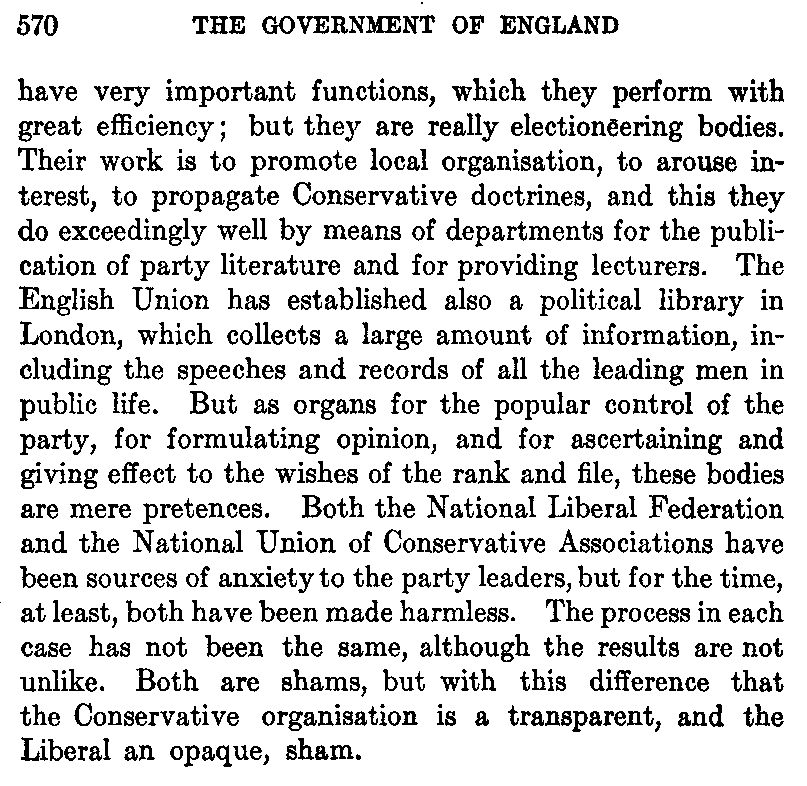 570 THE GOVERNMENT OF ENGLAND
have very important functions, which they perform with
great efficiency; but they are really electioneering bodies.
Their work is to promote local organisation, to arouse in-
terest, to propagate Conservative doctrines, and this they
do exceedingly well by means of departments for the publi-
cation of party literature and for providing lecturers. The
English Union has established also a political library in
London, which collects a large amount of information, in-
cluding the speeches and records of all the leading men in
public life. But as organs for the popular control of the
party, for formulating opinion, and for ascertaining and
giving effect to the wishes of the rank and file, these bodies
are mere pretences. Both the National Liberal Federation
and the National Union of Conservative Associations have
been sources of anxiety to the party leaders, but for the time,
at least, both have been made harmless. The process in each
case has not been the same, although the results are not
unlike. Both are shams, but with this difference that
the Conservative organisation is a transparent, and the
Liberal an opaque, sham.